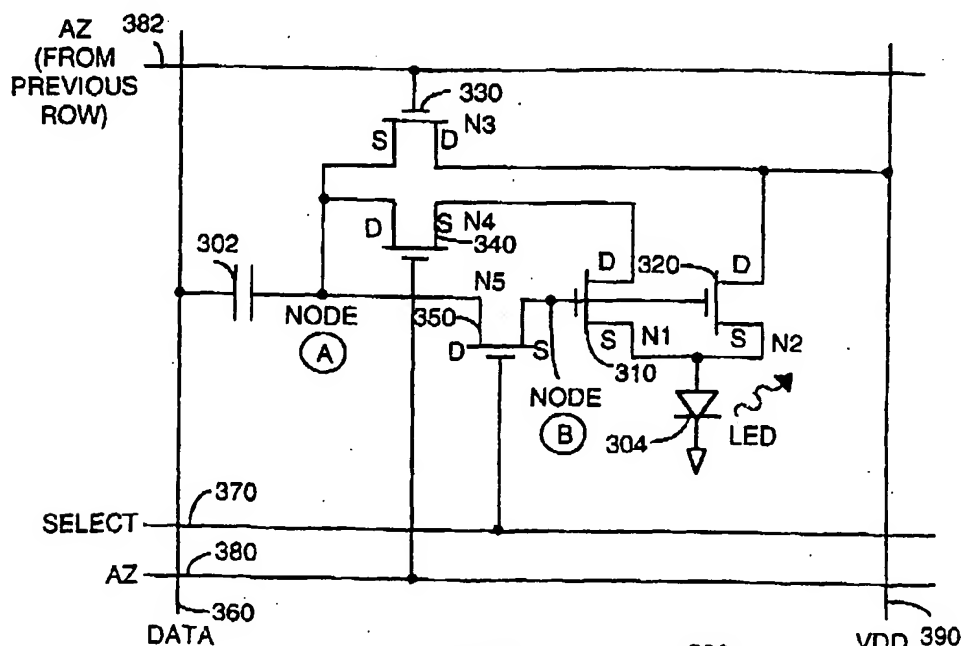 AZ 382
(FROM
PREVIOUS
ROW)
330
N3
S D
D S N4
340
302
N5
NODE
A
350
D S
320 D
D
S N1
310
S N2
NODE
B
304
LED
370
SELECT
380
AZ
360
DATA
VDD 390